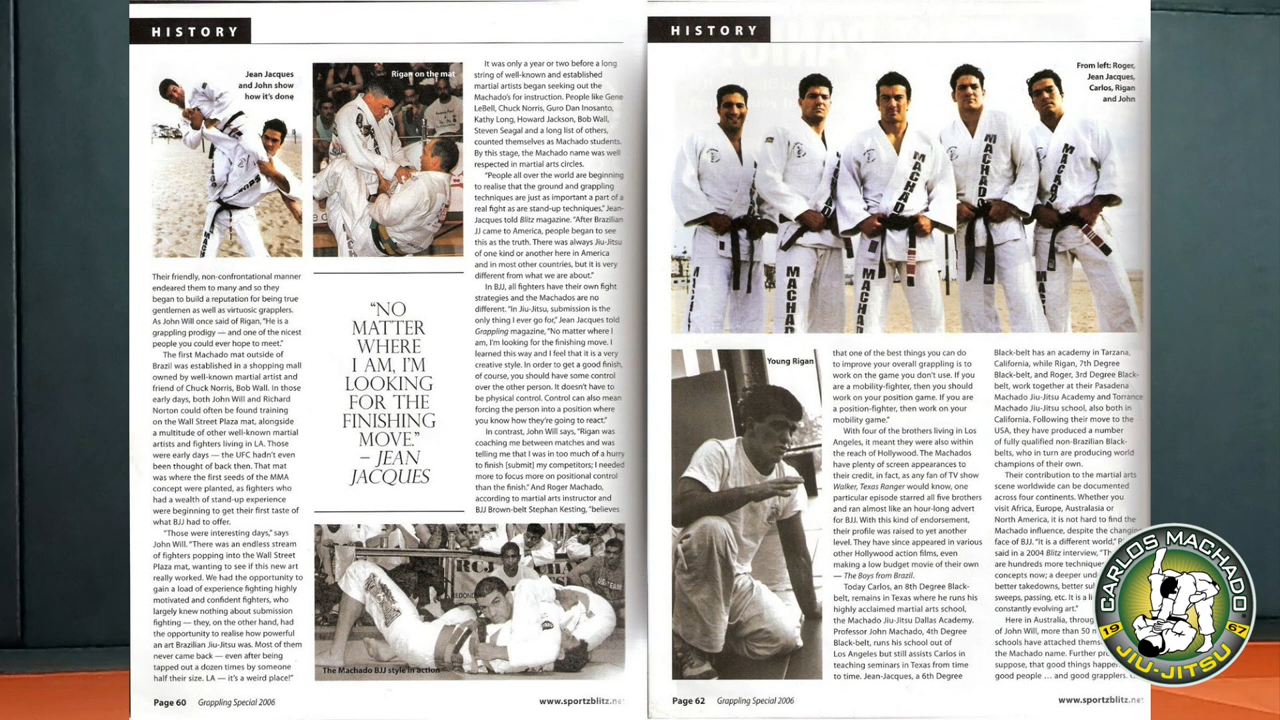 HISTORY
Jean Jacques
and John show
how it's done
Rigan on the mat
Their friendly, non-confrontational manner
endeared them to many and so they
began to build a reputation for being true
gentlemen as well as virtuosic grapplers.
As John Will once said of Rigan, "He is a
grappling prodigy — and one of the nicest
people you could ever hope to meet."
The first Machado mat outside of
Brazil was established in a shopping mall
owned by well-known martial artist and
friend of Chuck Norris, Bob Wall. In those
early days, both John Will and Richard
Norton could often be found training
on the Wall Street Plaza mat, alongside
a multitude of other well-known martial
artists and fighters living in LA. Those
were early days — the UFC hadn't even
been thought of back then. That mat
was where the first seeds of the MMA
concept were planted, as fighters who
had a wealth of stand-up experience
were beginning to get their first taste of
what BJJ had to offer.
"Those were interesting days," says
John Will. "There was an endless stream
of fighters popping into the Wall Street
Plaza mat, wanting to see if this new art
really worked. We had the opportunity to
gain a load of experience fighting highly
motivated and confident fighters, who
largely knew nothing about submission
fighting — they, on the other hand, had
the opportunity to realise how powerful
an art Brazilian Jiu-Jitsu was. Most of them
never came back — even after being
tapped out a dozen times by someone
half their size. LA — it's a weird place!"
"NO
MATTER
WHERE
I AM, I'M
LOOKING
FOR THE
FINISHING
MOVE."
– JEAN
JACQUES
It was only a year or two before a long
string of well-known and established
martial artists began seeking out the
Machado's for instruction. People like Gene
LeBell, Chuck Norris, Guro Dan Inosanto,
Kathy Long, Howard Jackson, Bob Wall,
Steven Seagal and a long list of others,
counted themselves as Machado students.
By this stage, the Machado name was well
respected in martial arts circles.
"People all over the world are beginning
to realise that the ground and grappling
techniques are just as important a part of a
real fight as are stand-up techniques," Jean-
Jacques told Blitz magazine. "After Brazilian
JJ came to America, people began to see
this as the truth. There was always Jiu-Jitsu
of one kind or another here in America
and in most other countries, but it is very
different from what we are about."
In BJJ, all fighters have their own fight
strategies and the Machados are no
different. "In Jiu-Jitsu, submission is the
only thing I ever go for," Jean Jacques told
Grappling magazine, "No matter where I
am, I'm looking for the finishing move. I
learned this way and I feel that it is a very
creative style. In order to get a good finish,
of course, you should have some control
over the other person. It doesn't have to
be physical control. Control can also mean
forcing the person into a position where
you know how they're going to react."
In contrast, John Will says, "Rigan was
coaching me between matches and was
telling me that I was in too much of a hurry
to finish [submit] my competitors; I needed
more to focus more on positional control
than the finish." And Roger Machado,
according to martial arts instructor and
BJJ Brown-belt Stephan Kesting, "believes
The Machado BJJ style in action
Page 60 Grappling Special 2006
www.sportzblitz.ne
HISTORY
From left: Roger,
Jean Jacques,
Carlos, Rigan
and John
MACHADO
MACHADO
MACHADO
MACHAD
MACHAD
Young Rigan
that one of the best things you can do
to improve your overall grappling is to
work on the game you don't use. If you
are a mobility-fighter, then you should
work on your position game. If you are
a position-fighter, then work on your
mobility game."
With four of the brothers living in Los
Angeles, it meant they were also within
the reach of Hollywood. The Machados
have plenty of screen appearances to
their credit, in fact, as any fan of TV show
Walker, Texas Ranger would know, one
particular episode starred all five brothers
and ran almost like an hour-long advert
for BJJ. With this kind of endorsement,
their profile was raised to yet another
level. They have since appeared in various
other Hollywood action films, even
making a low budget movie of their own
— The Boys from Brazil.
Today Carlos, an 8th Degree Black-
belt, remains in Texas where he runs his
highly acclaimed martial arts school,
the Machado Jiu-Jitsu Dallas Academy.
Professor John Machado, 4th Degree
Black-belt, runs his school out of
Los Angeles but still assists Carlos in
teaching seminars in Texas from time
to time. Jean-Jacques, a 6th Degree
Black-belt has an academy in Tarzana,
California, while Rigan, 7th Degree
Black-belt, and Roger, 3rd Degree Black-
belt, work together at their Pasadena
Machado Jiu-Jitsu Academy and Torrance
Machado Jiu-Jitsu school, also both in
California. Following their move to the
USA, they have produced a number
of fully qualified non-Brazilian Black-
belts, who in turn are producing world
champions of their own.
Their contribution to the martial arts
scene worldwide can be documented
across four continents. Whether you
visit Africa, Europe, Australasia or
North America, it is not hard to find the
Machado influence, despite the changing
face of BJJ. "It is a different world,"
said in a 2004 Blitz interview,
are hundreds more techniques
concepts now; a deeper
better takedowns, better
sweeps, passing, etc. It is a
constantly evolving art."
Here in Australia,
of John Will, more than 50
schools have attached
the Machado name. Further
suppose, that good things
good people ... and good grapplers.
Page 62 Grappling Special 2006
www.sportzblitz.ne
CARLOS MACHADO
1967
JIU-JITSU